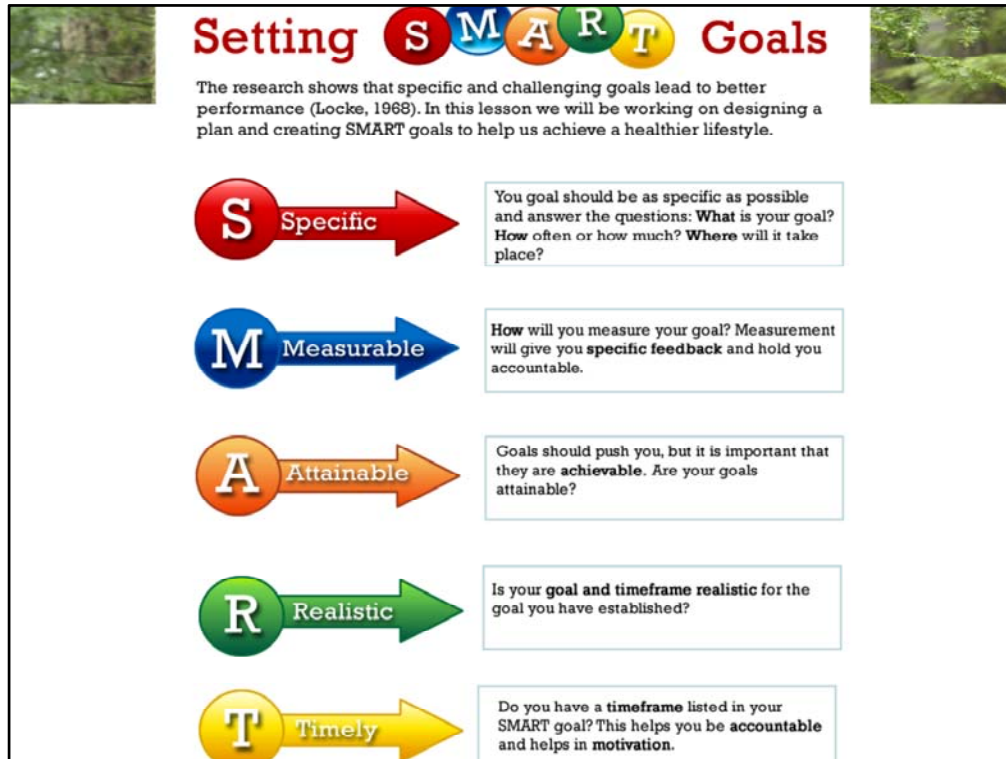 Setting SMART Goals
The research shows that specific and challenging goals lead to better
performance (Locke, 1968). In this lesson we will be working on designing a
plan and creating SMART goals to help us achieve a healthier lifestyle.
S Specific
You goal should be as specific as possible
and answer the questions: What is your goal?
How often or how much? Where will it take
place?
M Measurable
How will you measure your goal? Measurement
will give you specific feedback and hold you
accountable.
A Attainable
Goals should push you, but it is important that
they are achievable. Are your goals
attainable?
R Realistic
Is your goal and timeframe realistic for the
goal you have established?
T Timely
Do you have a timeframe listed in your
SMART goal? This helps you be accountable
and helps in motivation.